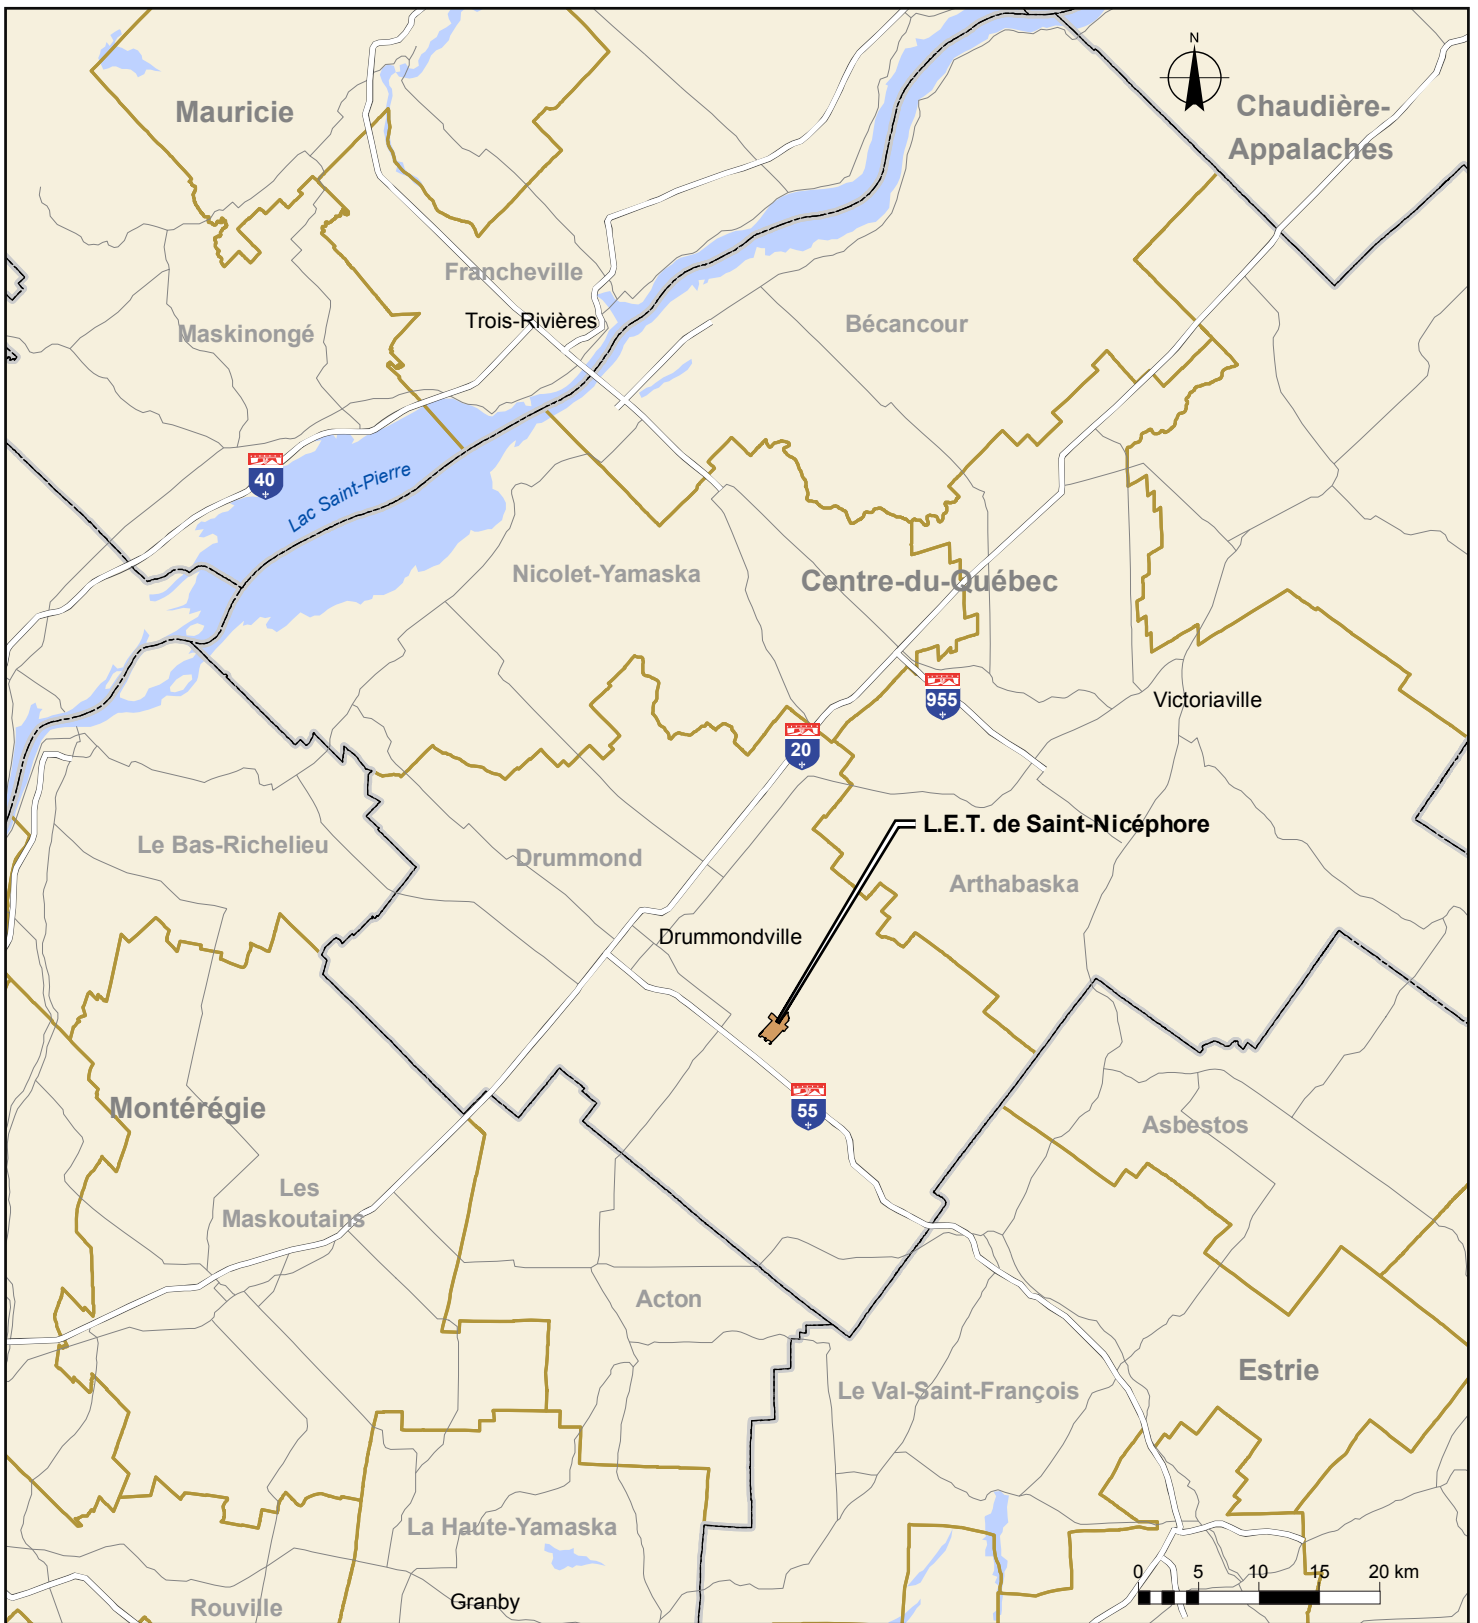 N
Mauricie
Chaudière-
Appalaches
Francheville
Trois-Rivières
Bécancour
Maskinongé
40
Lac Saint-Pierre
Nicolet-Yamaska
Centre-du-Québec
955
Victoriaville
20
L.E.T. de Saint-Nicéphore
Le Bas-Richelieu
Drummond
Arthabaska
Drummondville
55
Montérégie
Asbestos
Les
Maskoutains
Acton
Estrie
Le Val-Saint-François
La Haute-Yamaska
0 5 10 15 20 km
Granby
Rouville